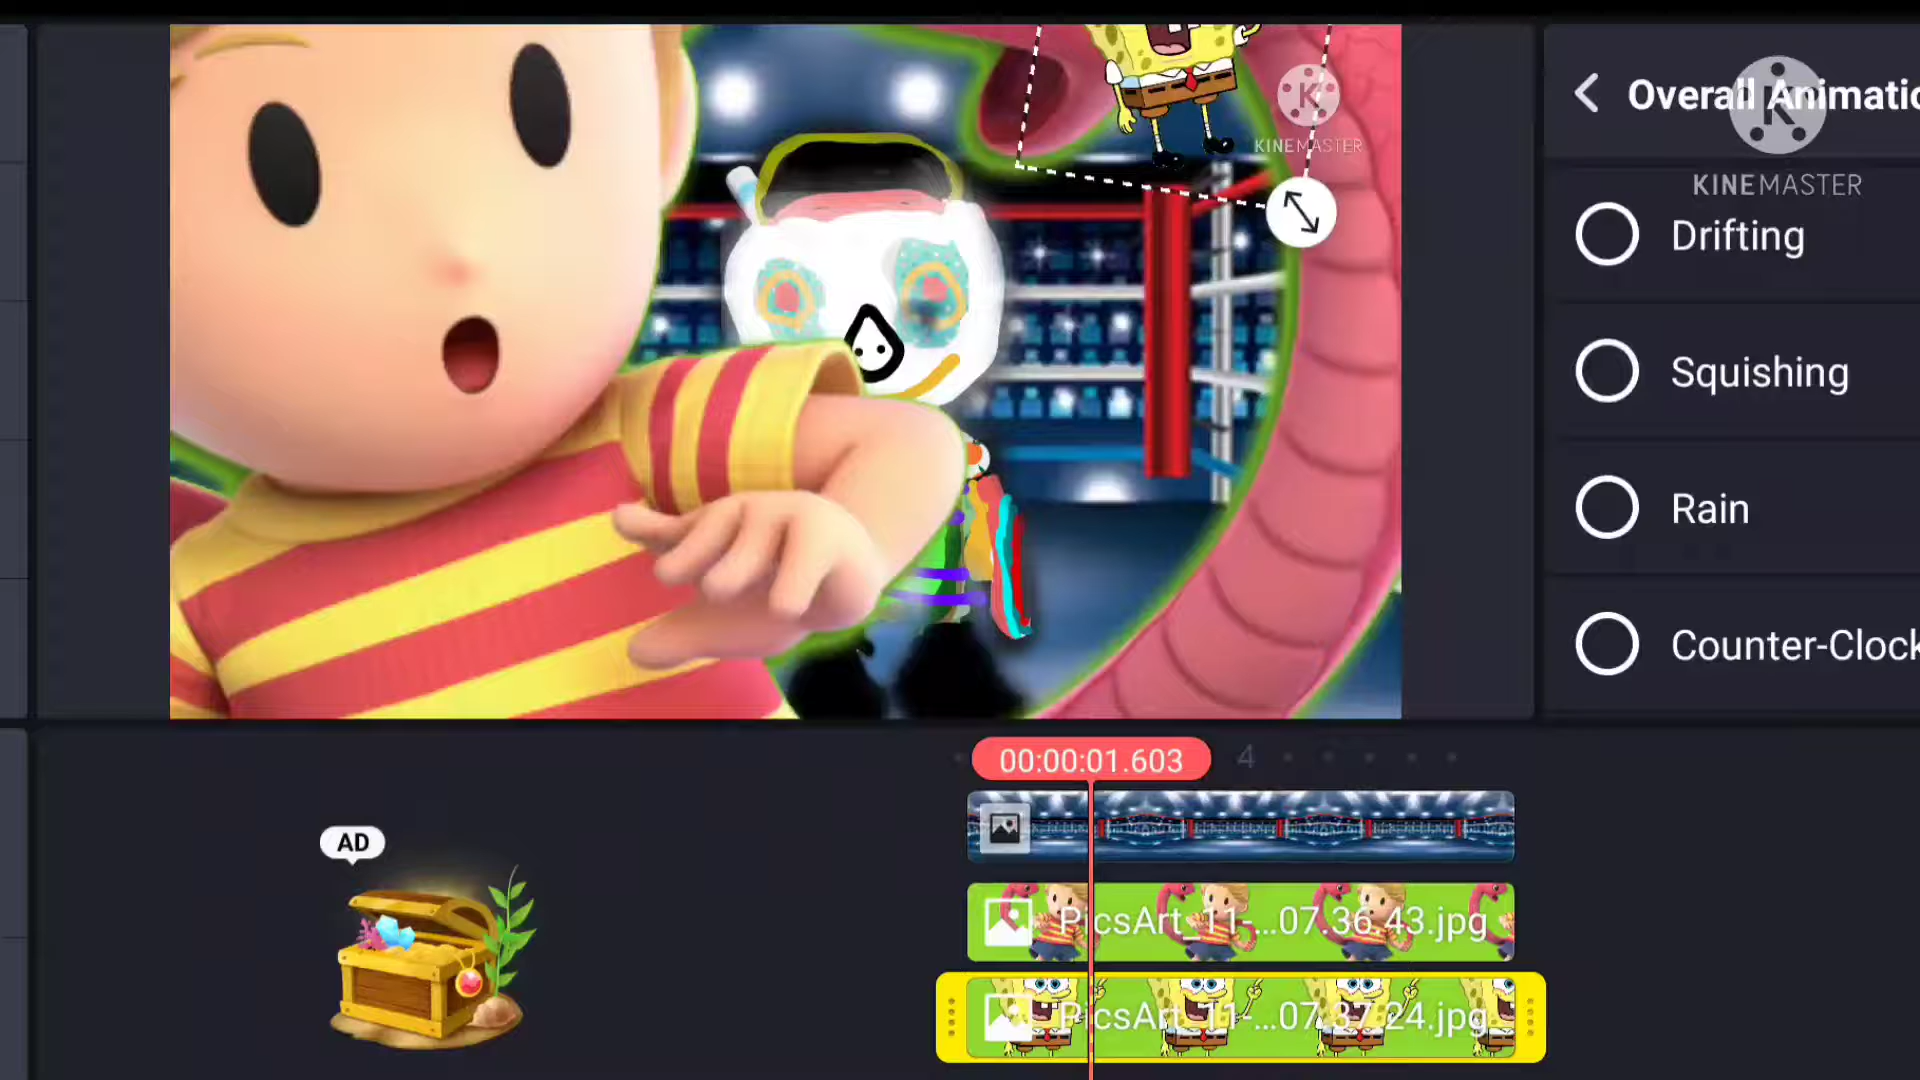 Overall Animatio
K
KINEMASTER
K
KINEMASTER
Drifting
Squishing
Rain
Counter-Clock
00:00:01.603
4
AD
PicsArt_11-...07.36.43.jpg
PicsArt_11-...07.37.24.jpg